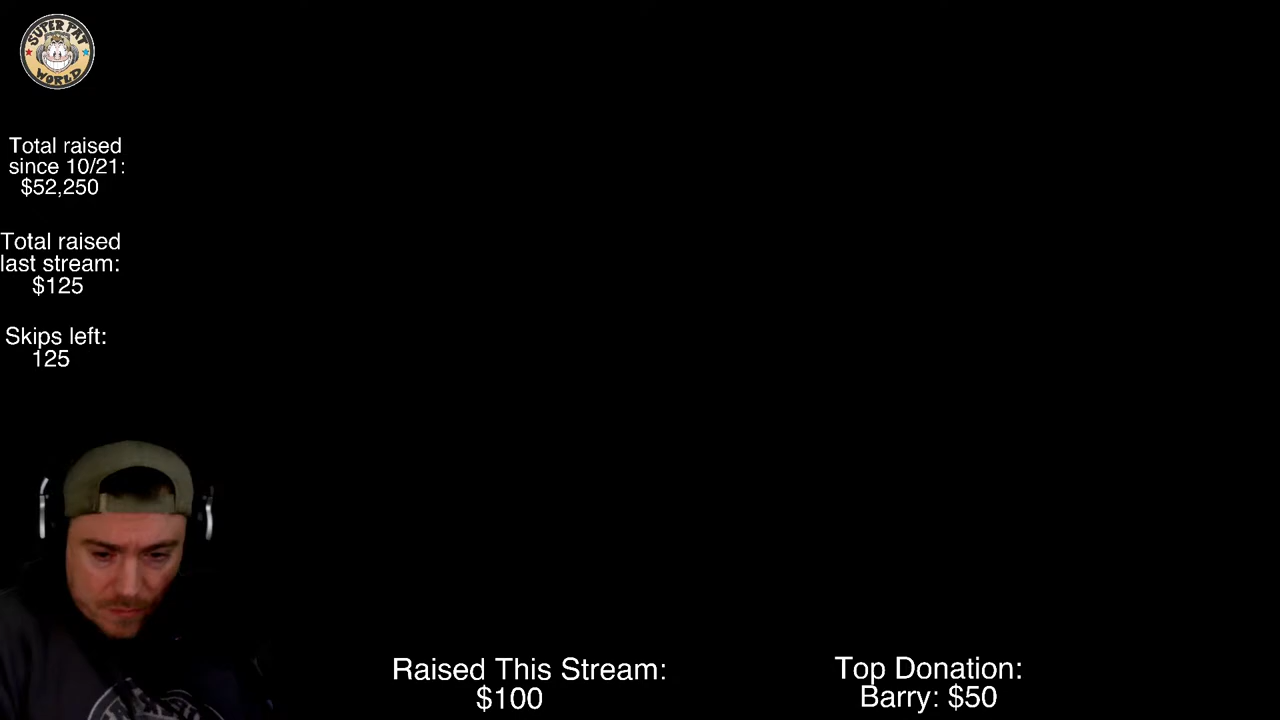 SUPER PAT
WORLD
Total raised
since 10/21:
$52,250
Total raised
last stream:
$125
Skips left:
125
Raised This Stream:
$100
Top Donation:
Barry: $50